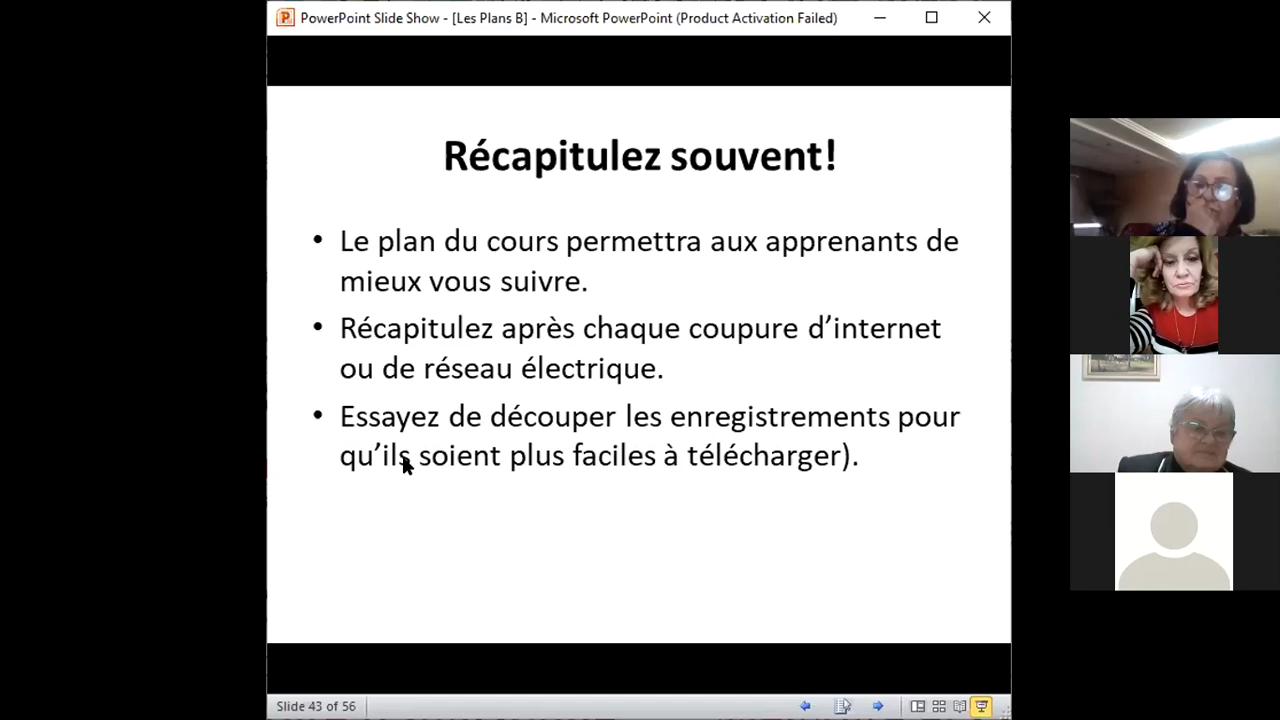 PowerPoint Slide Show - [Les Plans B] - Microsoft PowerPoint (Product Activation Failed)
Récapitulez souvent!
• Le plan du cours permettra aux apprenants de
mieux vous suivre.
• Récapitulez après chaque coupure d’internet
ou de réseau électrique.
• Essayez de découper les enregistrements pour
qu’ils soient plus faciles à télécharger).
Slide 43 of 56